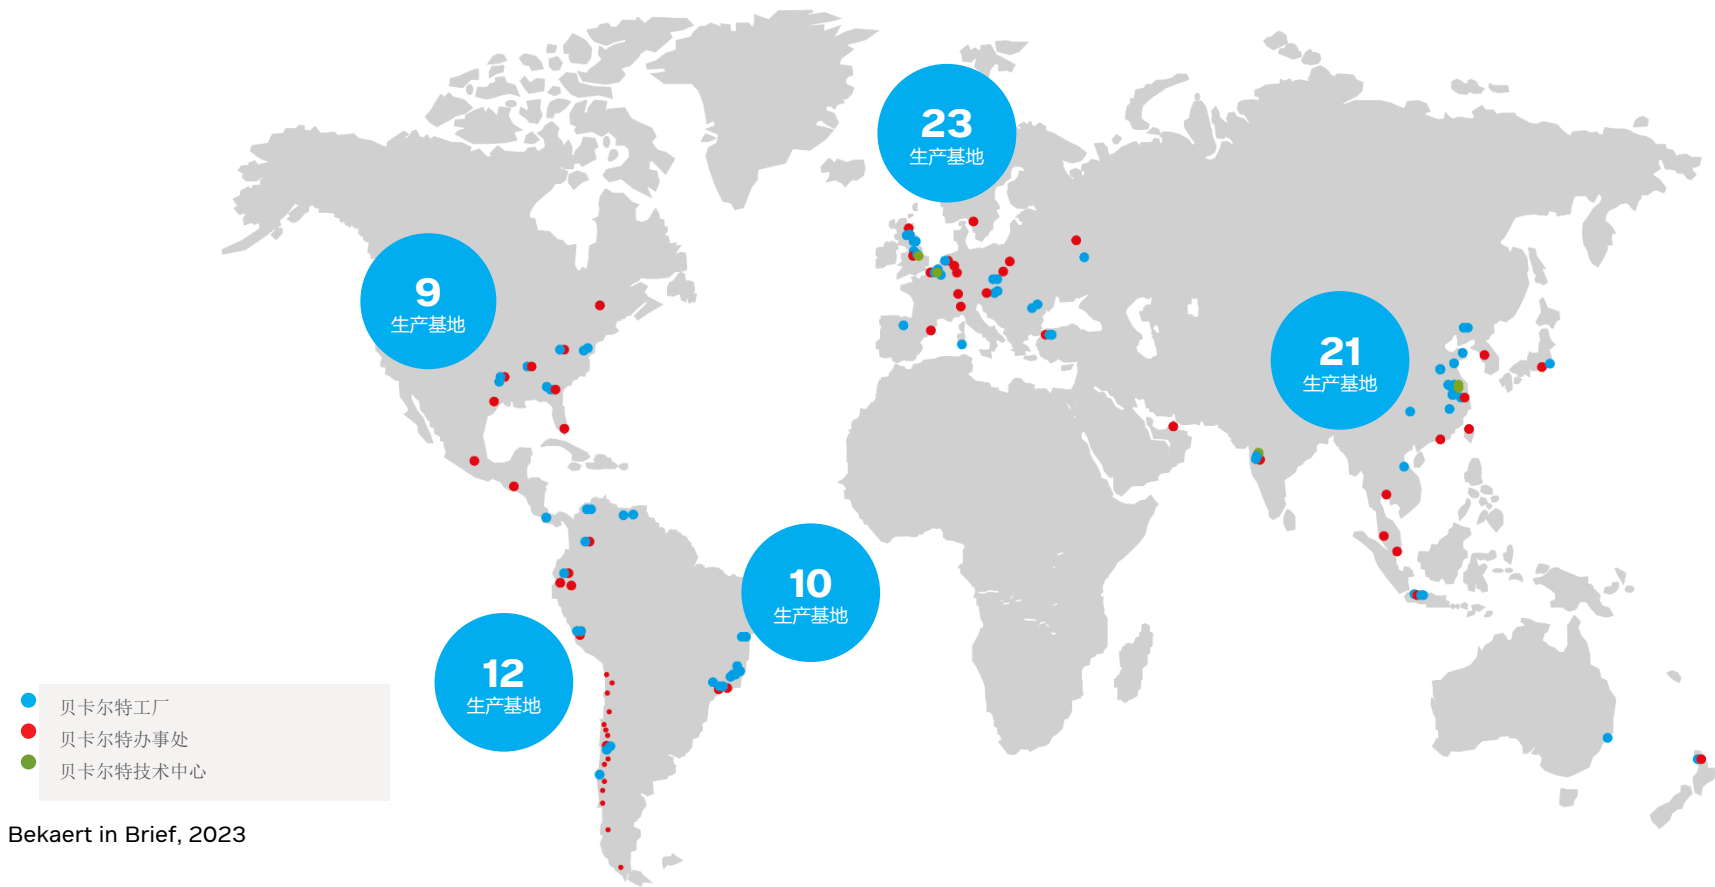 23
生产基地
9
生产基地
21
生产基地
10
生产基地
12
生产基地
贝卡尔特工厂
贝卡尔特办事处
贝卡尔特技术中心
Bekaert in Brief, 2023